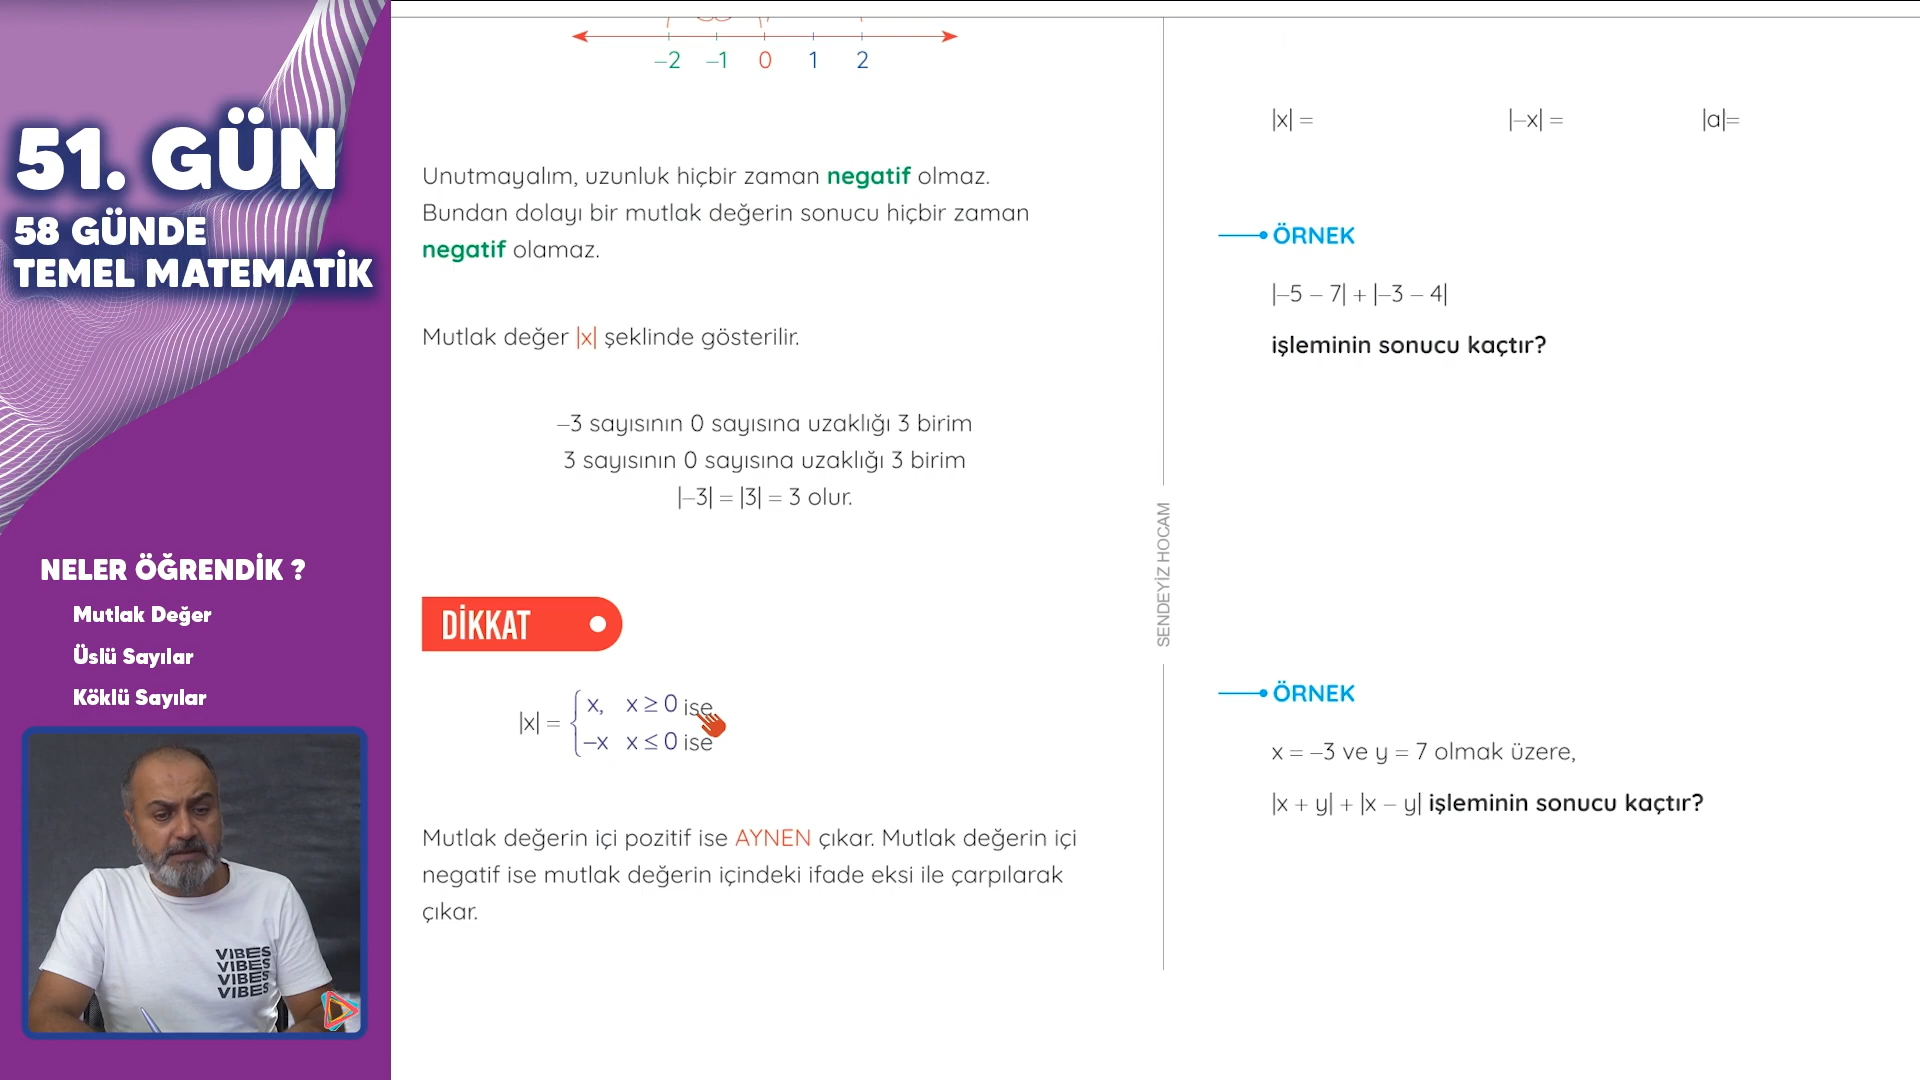 51. GÜN
58 GÜNDE
TEMEL MATEMATİK
NELER ÖĞRENDİK ?
Mutlak Değer
Üslü Sayılar
Köklü Sayılar
VIBES
VIBES
VIBES
VIBES
–2 –1 0 1 2
Unutmayalım, uzunluk hiçbir zaman negatif olmaz.
Bundan dolayı bir mutlak değerin sonucu hiçbir zaman
negatif olamaz.
Mutlak değer |x| şeklinde gösterilir.
–3 sayısının 0 sayısına uzaklığı 3 birim
3 sayısının 0 sayısına uzaklığı 3 birim
|–3| = |3| = 3 olur.
DİKKAT
|x| = { x, x ≥ 0 ise
–x x ≤ 0 ise
Mutlak değerin içi pozitif ise AYNEN çıkar. Mutlak değerin içi
negatif ise mutlak değerin içindeki ifade eksi ile çarpılarak
çıkar.
SENDEYİZ HOCAM
|x| = |–x| = |a|=
ÖRNEK
|–5 – 7| + |–3 – 4|
işleminin sonucu kaçtır?
ÖRNEK
x = –3 ve y = 7 olmak üzere,
|x + y| + |x – y| işleminin sonucu kaçtır?